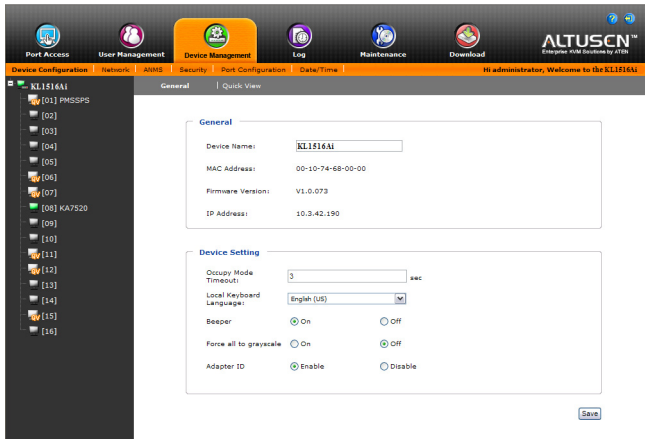 ALTUSCN™
Enterprise KVM Solutions by ATEN
Port Access User Management Device Management Log Maintenance Download
Device Configuration Network ANMS Security Port Configuration Date/Time Hi administrator, Welcome to the KL1516Ai
KL1516Ai
[01] PMSSPS
[02]
[03]
[04]
[05]
[06]
[07]
[08] KA7520
[09]
[10]
[11]
[12]
[13]
[14]
[15]
[16]
General Quick View
General
Device Name: KL1516Ai
MAC Address: 00-10-74-68-00-00
Firmware Version: V1.0.073
IP Address: 10.3.42.190
Device Setting
Occupy Mode Timeout: 3 sec
Local Keyboard Language: English (US)
Beeper On Off
Force all to grayscale On Off
Adapter ID Enable Disable
Save